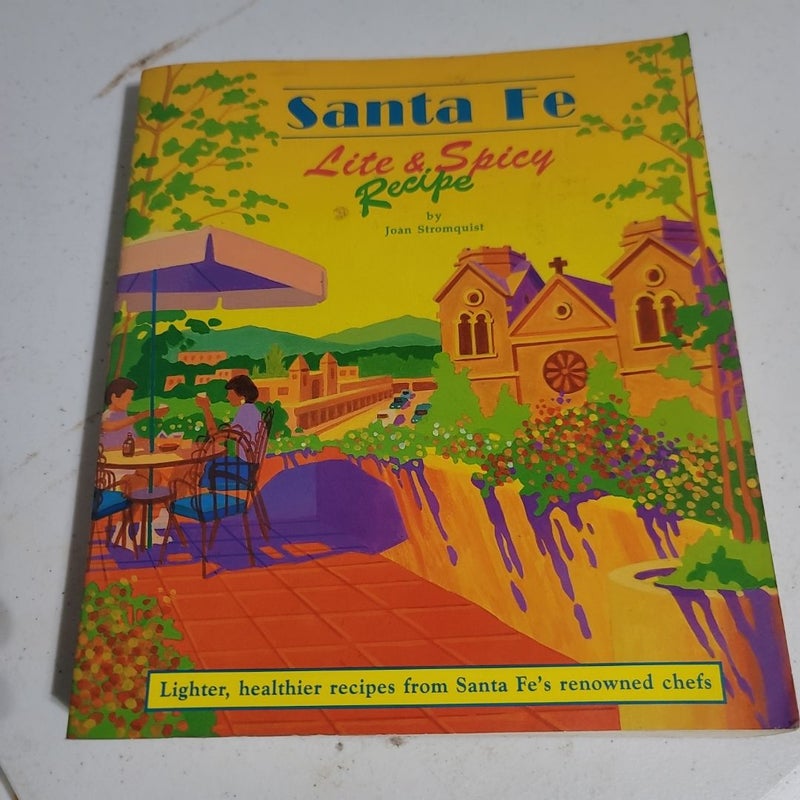 Santa Fe
Lite & Spicy
Recipe
by
Joan Stromquist
Lighter, healthier recipes from Santa Fe's renowned chefs